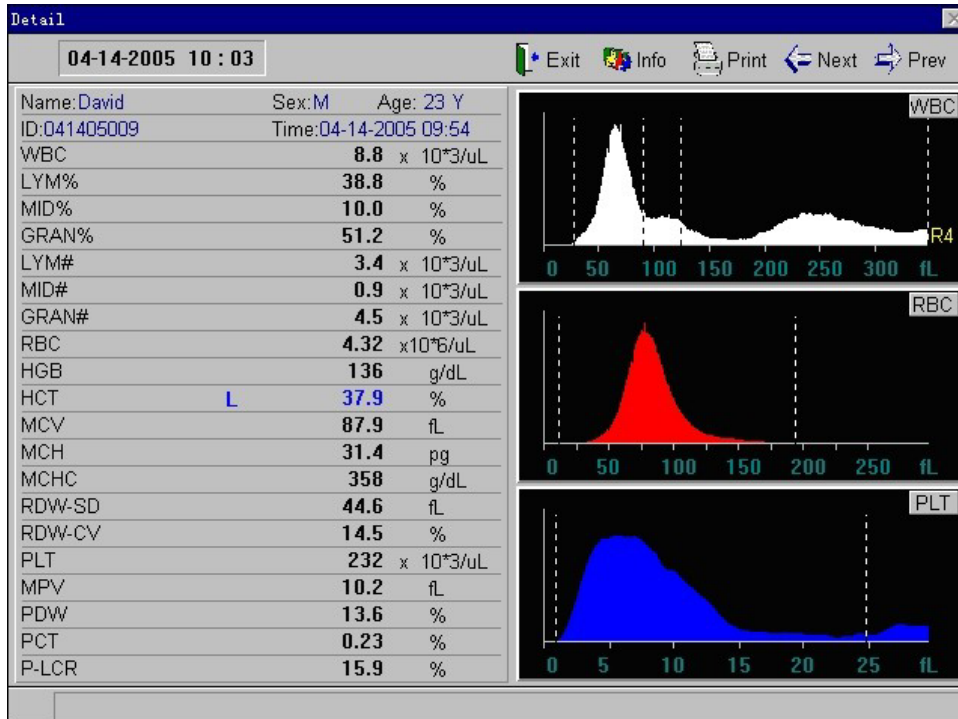 Detail
04-14-2005 10 : 03
Exit Info Print Next Prev
Name:David Sex:M Age: 23 Y
ID:041405009 Time:04-14-2005 09:54
WBC 8.8 x 10*3/uL
LYM% 38.8 %
MID% 10.0 %
GRAN% 51.2 %
LYM# 3.4 x 10*3/uL
MID# 0.9 x 10*3/uL
GRAN# 4.5 x 10*3/uL
RBC 4.32 x10*6/uL
HGB 136 g/dL
HCT L 37.9 %
MCV 87.9 fL
MCH 31.4 pg
MCHC 358 g/dL
RDW-SD 44.6 fL
RDW-CV 14.5 %
PLT 232 x 10*3/uL
MPV 10.2 fL
PDW 13.6 %
PCT 0.23 %
P-LCR 15.9 %
WBC
R4
0 50 100 150 200 250 300 fL
RBC
0 50 100 150 200 250 fL
PLT
0 5 10 15 20 25 fL